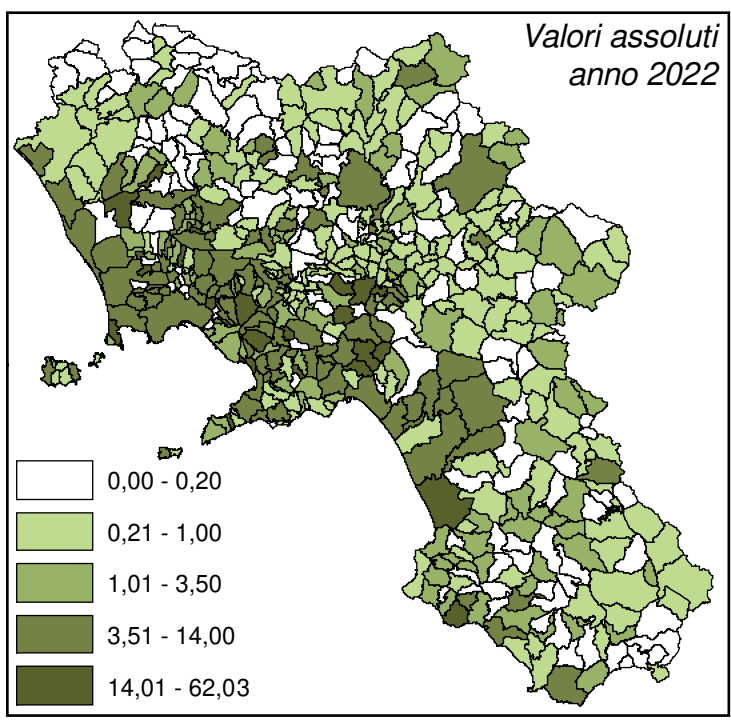 Valori assoluti
anno 2022
0,00 - 0,20
0,21 - 1,00
1,01 - 3,50
3,51 - 14,00
14,01 - 62,03